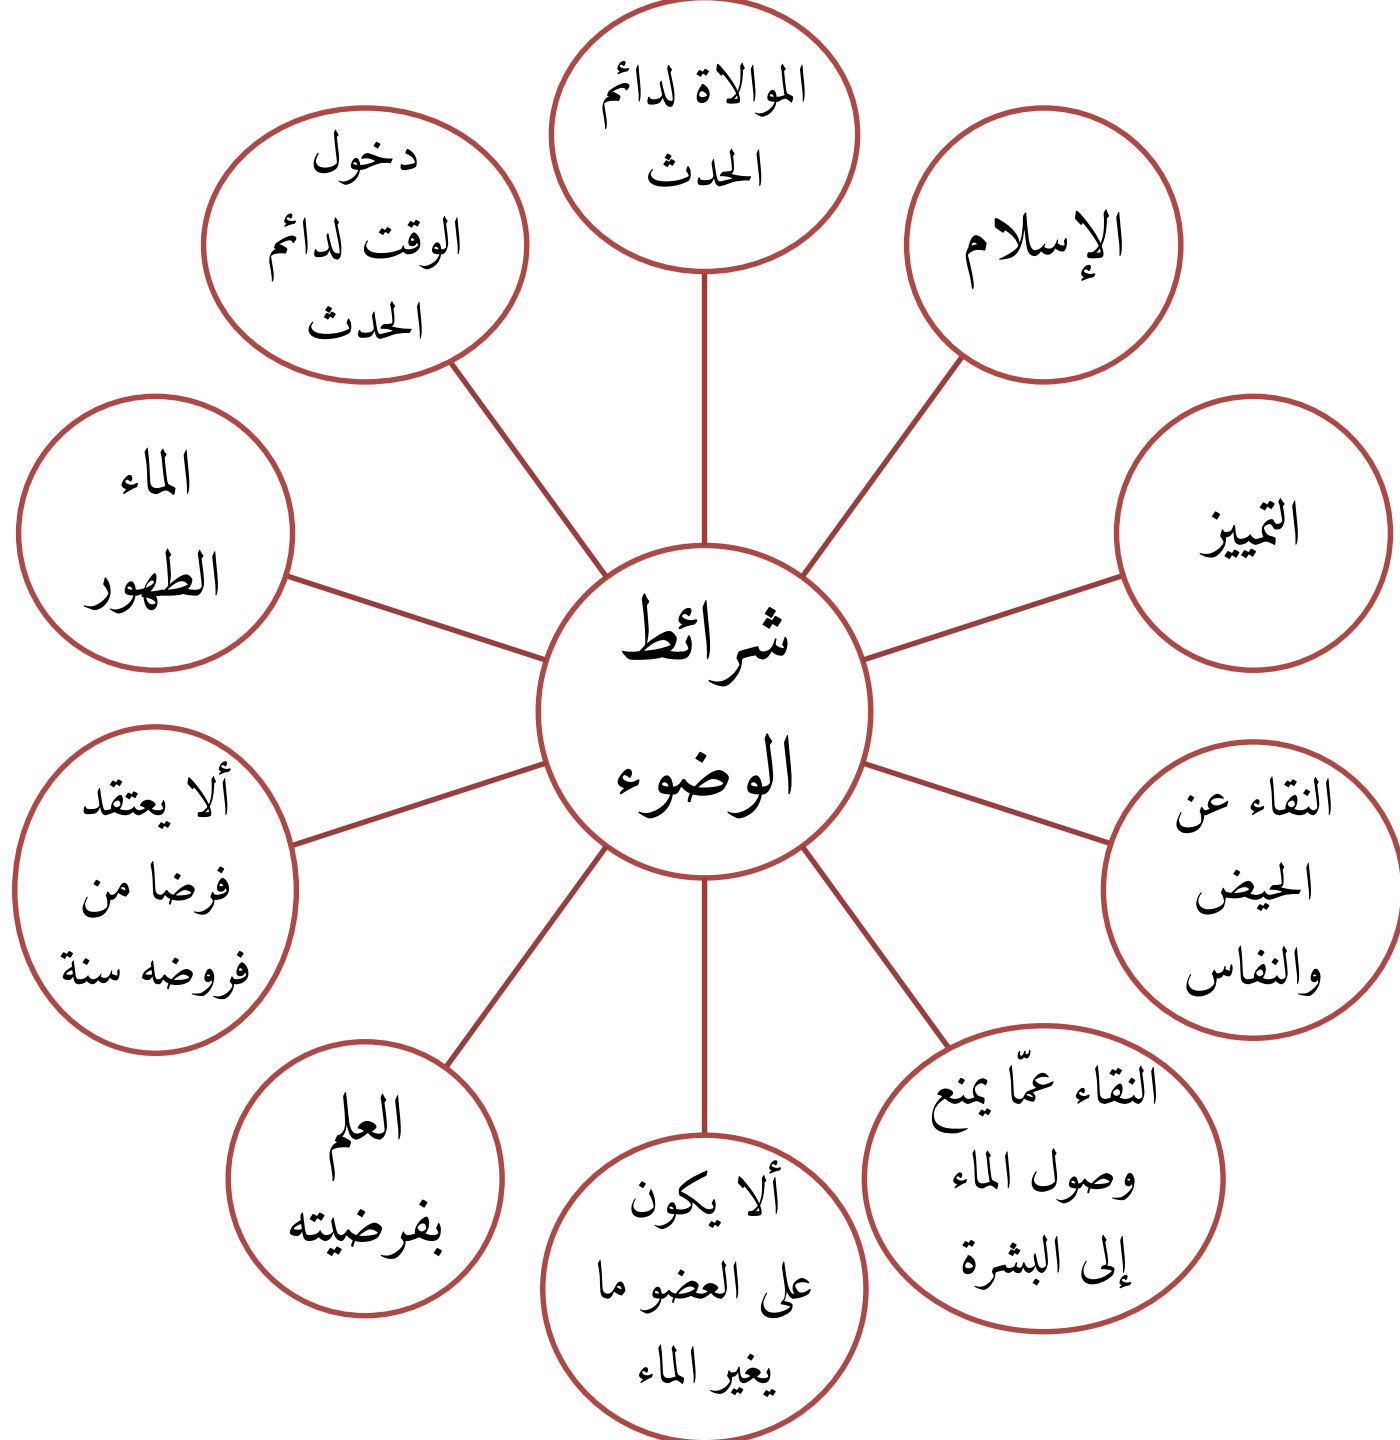 شرائط
الوضوء
الإسلام
التمييز
النقاء عن
الحيض
والنفاس
النقاء عمّا يمنع
وصول الماء
إلى البشرة
ألا يكون
على العضو ما
يغير الماء
العلم
بفرضيته
ألا يعتقد
فرضا من
فروضه سنة
الماء
الطهور
دخول
الوقت لدائم
الحدث
الموالاة لدائم
الحدث